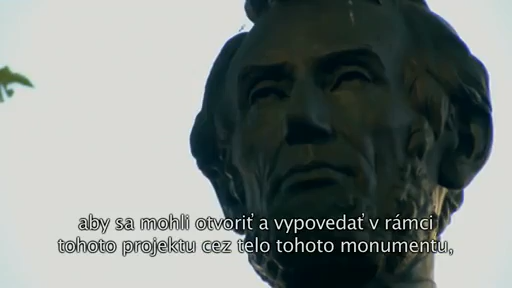 aby sa mohli otvoriť a vypovedať v rámci
tohoto projektu cez telo tohoto monumentu,